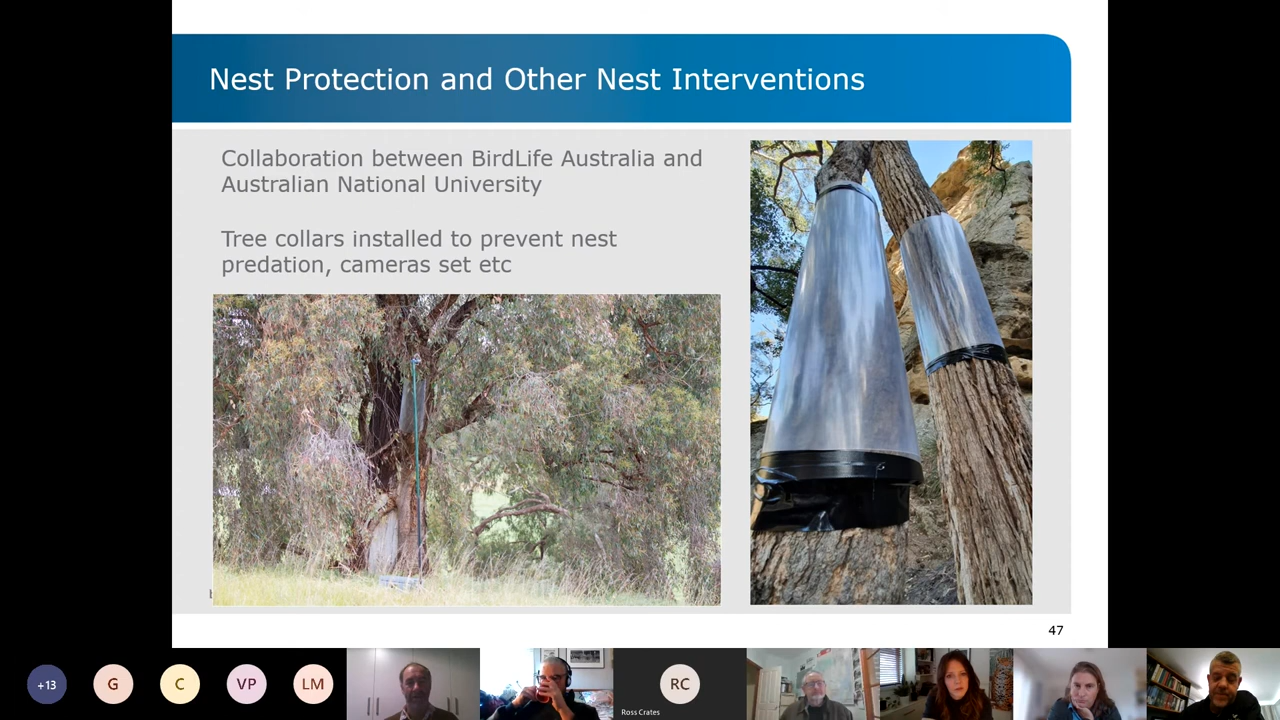 Nest Protection and Other Nest Interventions
Collaboration between BirdLife Australia and
Australian National University
Tree collars installed to prevent nest
predation, cameras set etc
47
+13
G
C
VP
LM
RC
Ross Crates